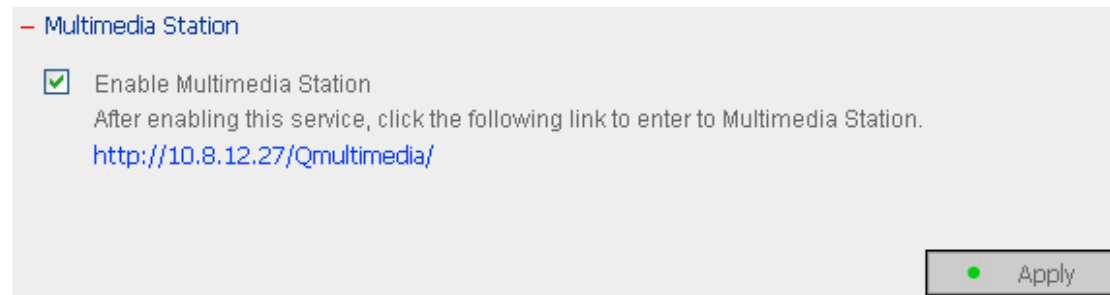 – Multimedia Station
Enable Multimedia Station
After enabling this service, click the following link to enter to Multimedia Station.
http://10.8.12.27/Qmultimedia/
Apply